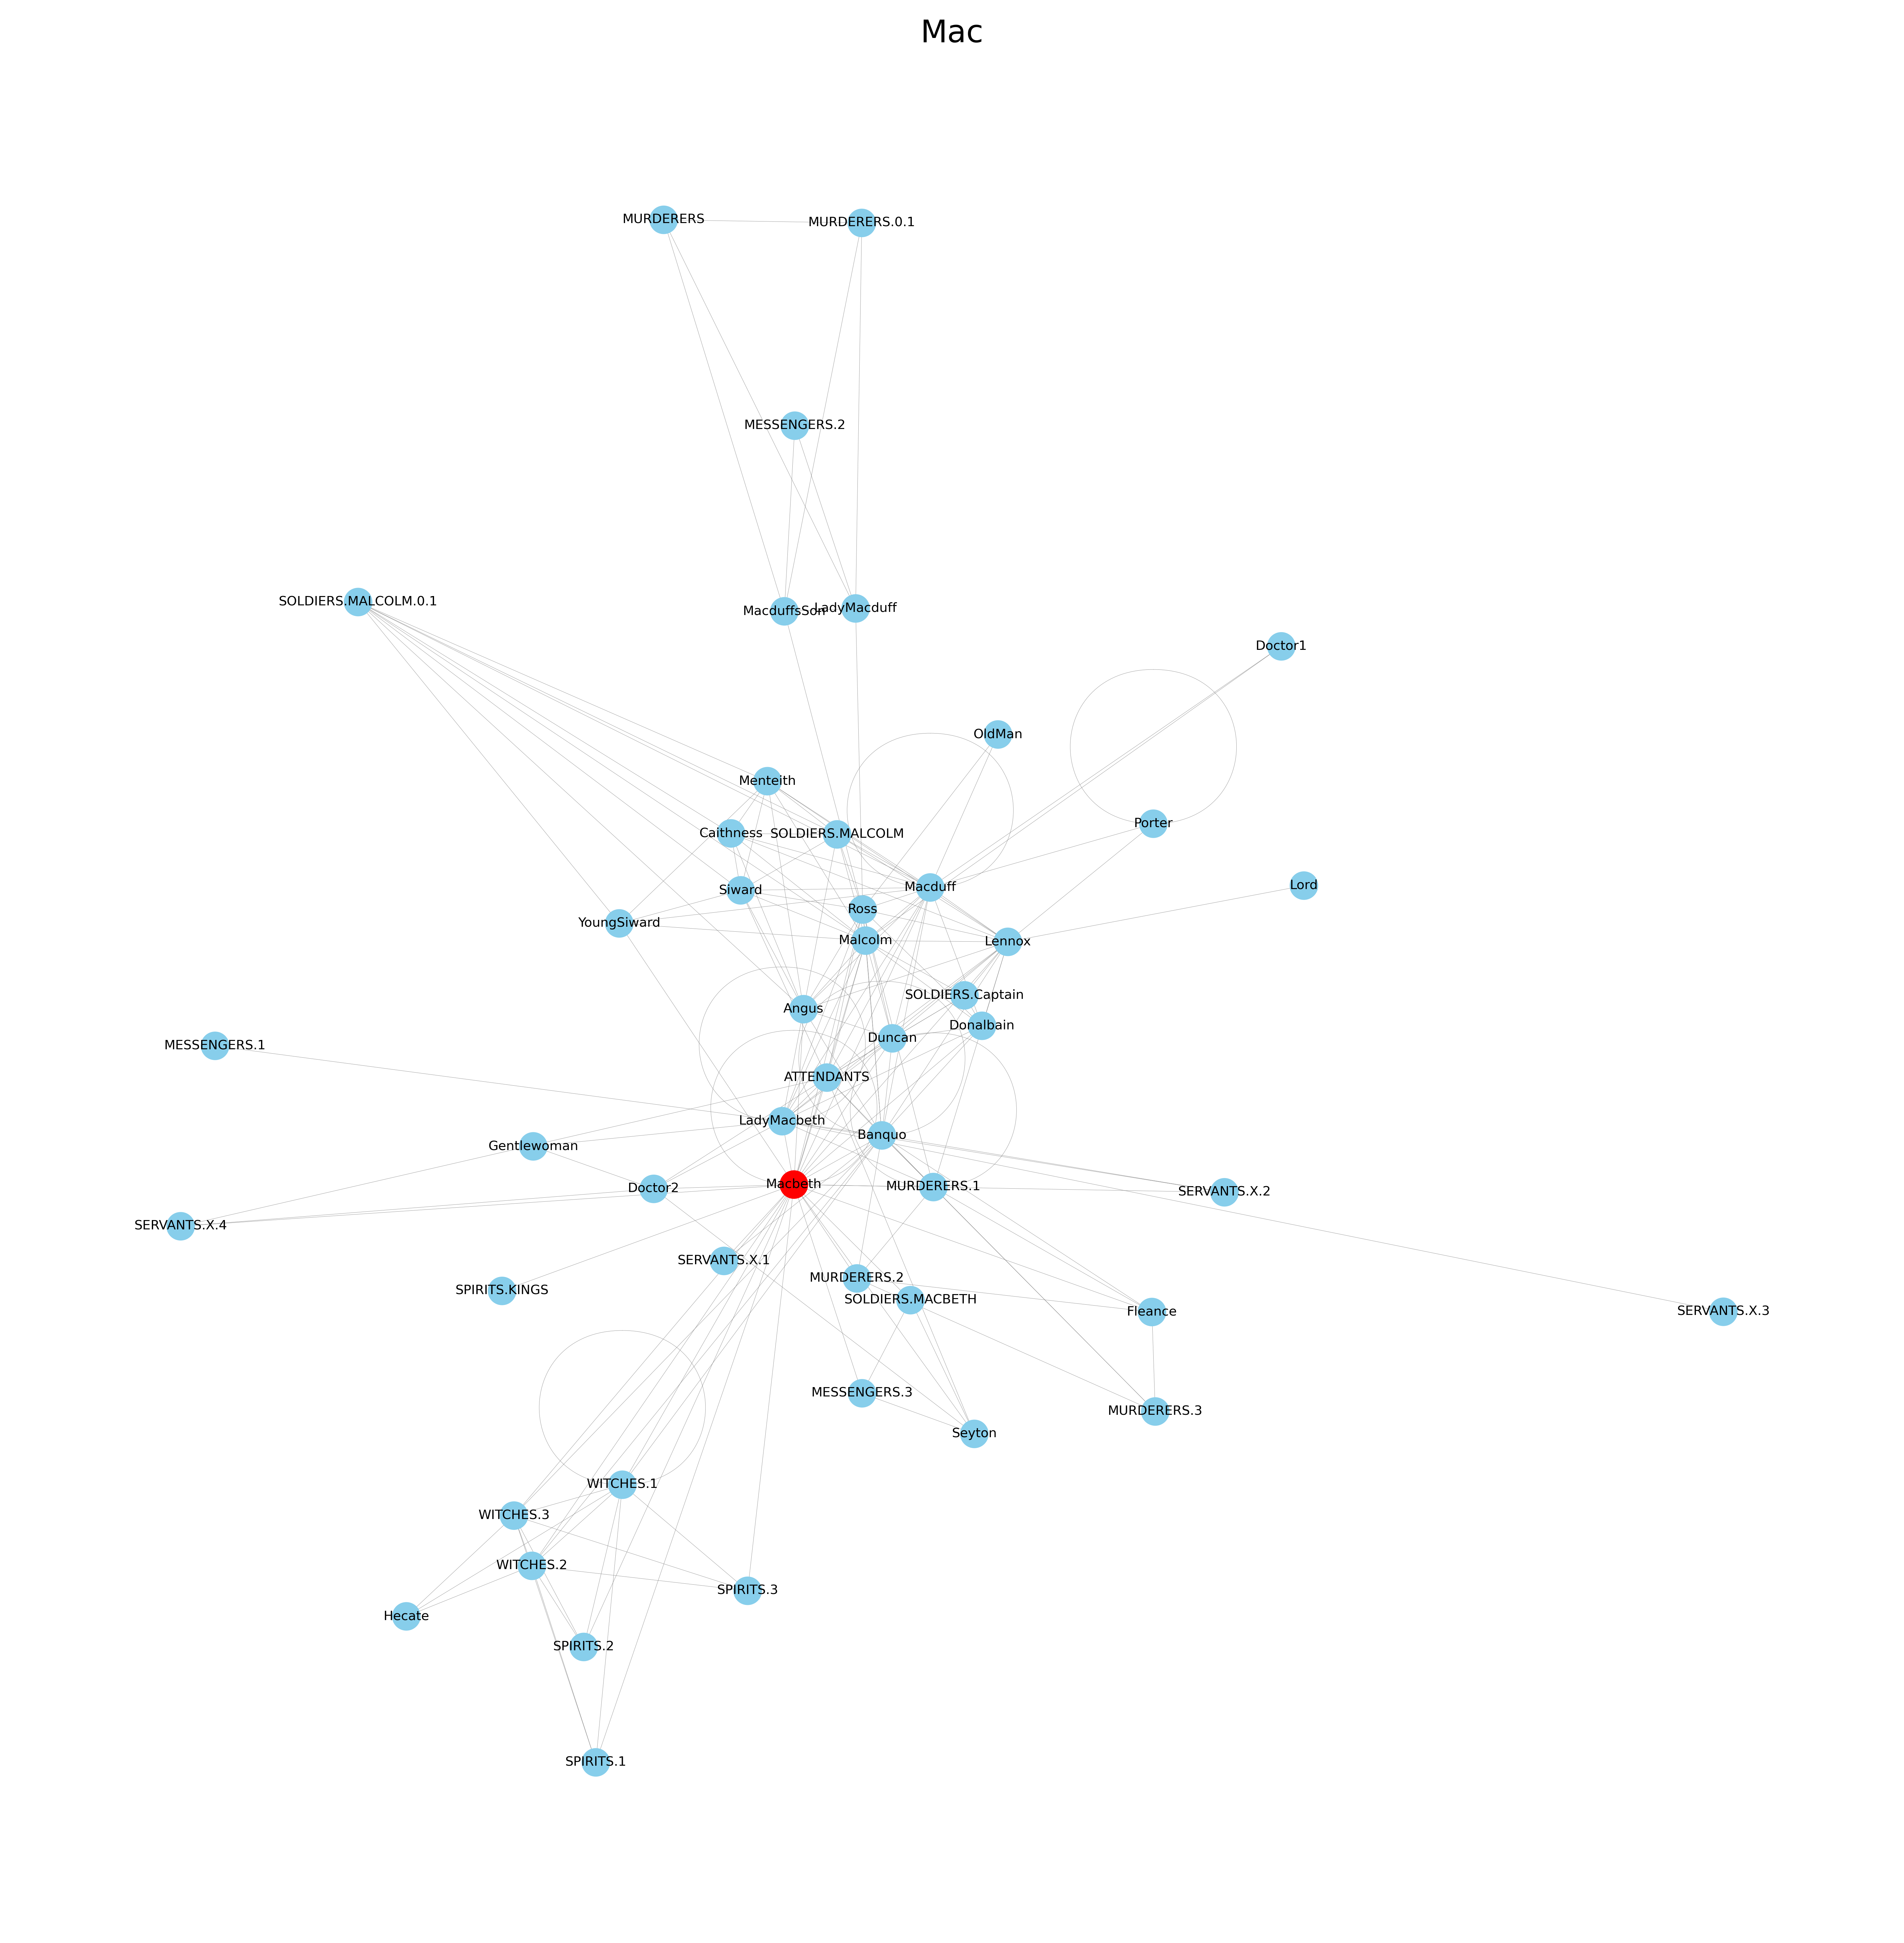 Mac
MURDERERS
MURDERERS.0.1
MESSENGERS.2
SOLDIERS.MALCOLM.0.1
MacduffsSon
LadyMacduff
Doctor1
OldMan
Menteith
Porter
Caithness
SOLDIERS.MALCOLM
Lord
Macduff
Siward
Ross
YoungSiward
Malcolm
Lennox
SOLDIERS.Captain
Angus
Donalbain
Duncan
MESSENGERS.1
ATTENDANTS
LadyMacbeth
Banquo
Gentlewoman
Macbeth
MURDERERS.1
Doctor2
SERVANTS.X.2
SERVANTS.X.4
SERVANTS.X.1
MURDERERS.2
SPIRITS.KINGS
SOLDIERS.MACBETH
Fleance
SERVANTS.X.3
MESSENGERS.3
MURDERERS.3
Seyton
WITCHES.1
WITCHES.3
WITCHES.2
SPIRITS.3
Hecate
SPIRITS.2
SPIRITS.1